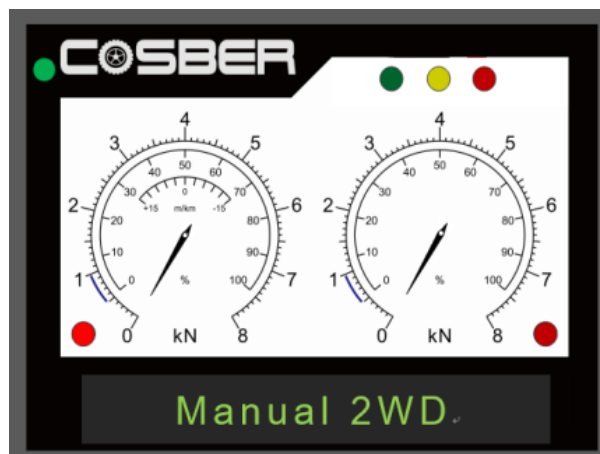 COSBER
4 4
3 5 3 5
50 50
40 60 40 60
30 0 70 30 70
2 +15 m/km -15 6 2 6
20 80 20 80
10 90 10 90
1 0 % 100 7 1 0 % 100 7
0 kN 8 0 kN 8
Manual 2WD